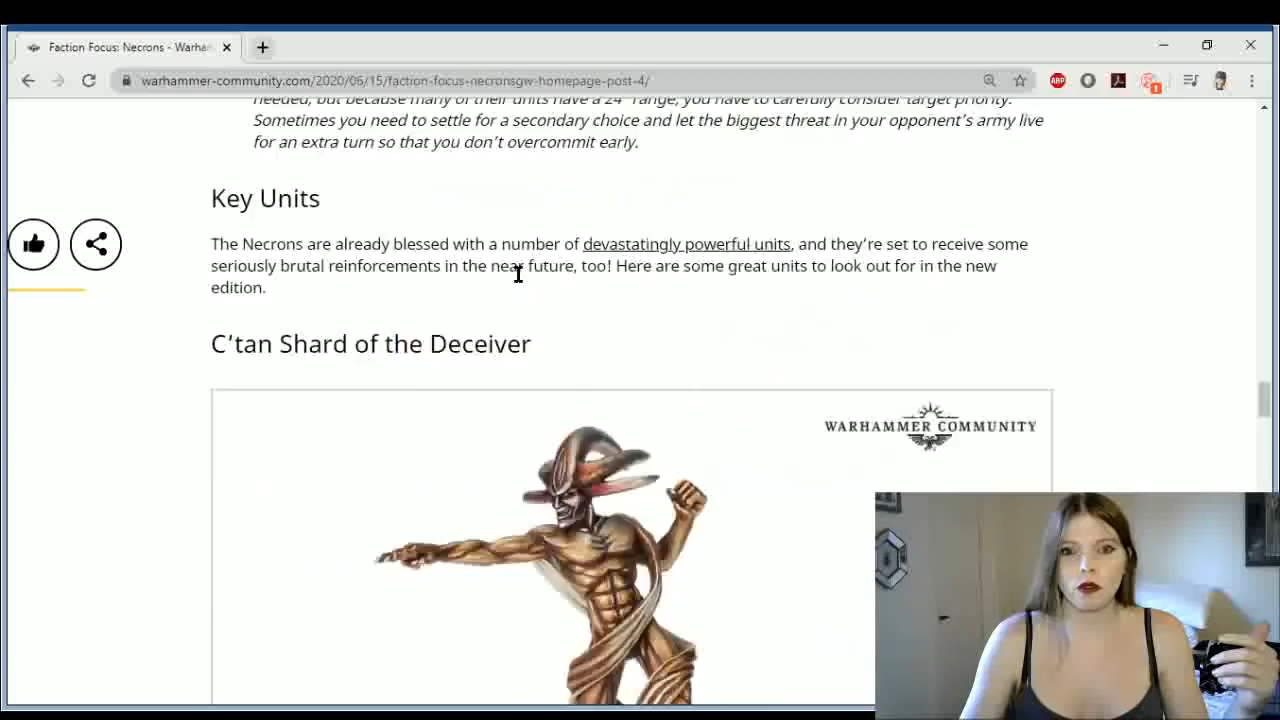 Faction Focus: Necrons - Warha
warhammer-community.com/2020/06/15/faction-focus-necronsgw-homepage-post-4/
ABP
needed, but because many of their units have a 24" range, you have to carefully consider target priority.
Sometimes you need to settle for a secondary choice and let the biggest threat in your opponent's army live
for an extra turn so that you don't overcommit early.
Key Units
The Necrons are already blessed with a number of devastatingly powerful units, and they're set to receive some
seriously brutal reinforcements in the near future, too! Here are some great units to look out for in the new
edition.
C'tan Shard of the Deceiver
WARHAMMER COMMUNITY